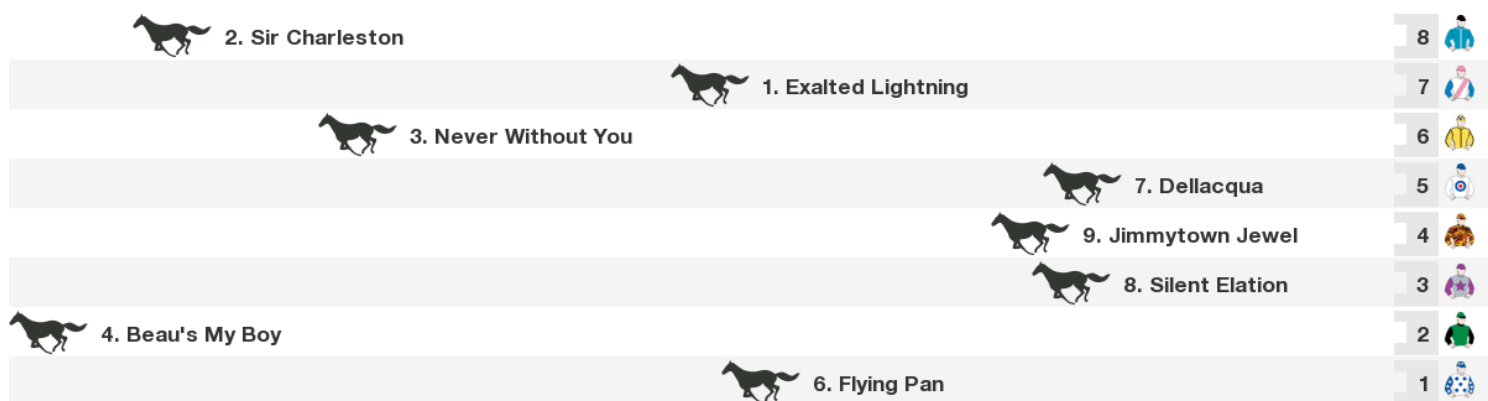 2. Sir Charleston 8
1. Exalted Lightning 7
3. Never Without You 6
7. Dellacqua 5
9. Jimmytown Jewel 4
8. Silent Elation 3
4. Beau's My Boy 2
6. Flying Pan 1